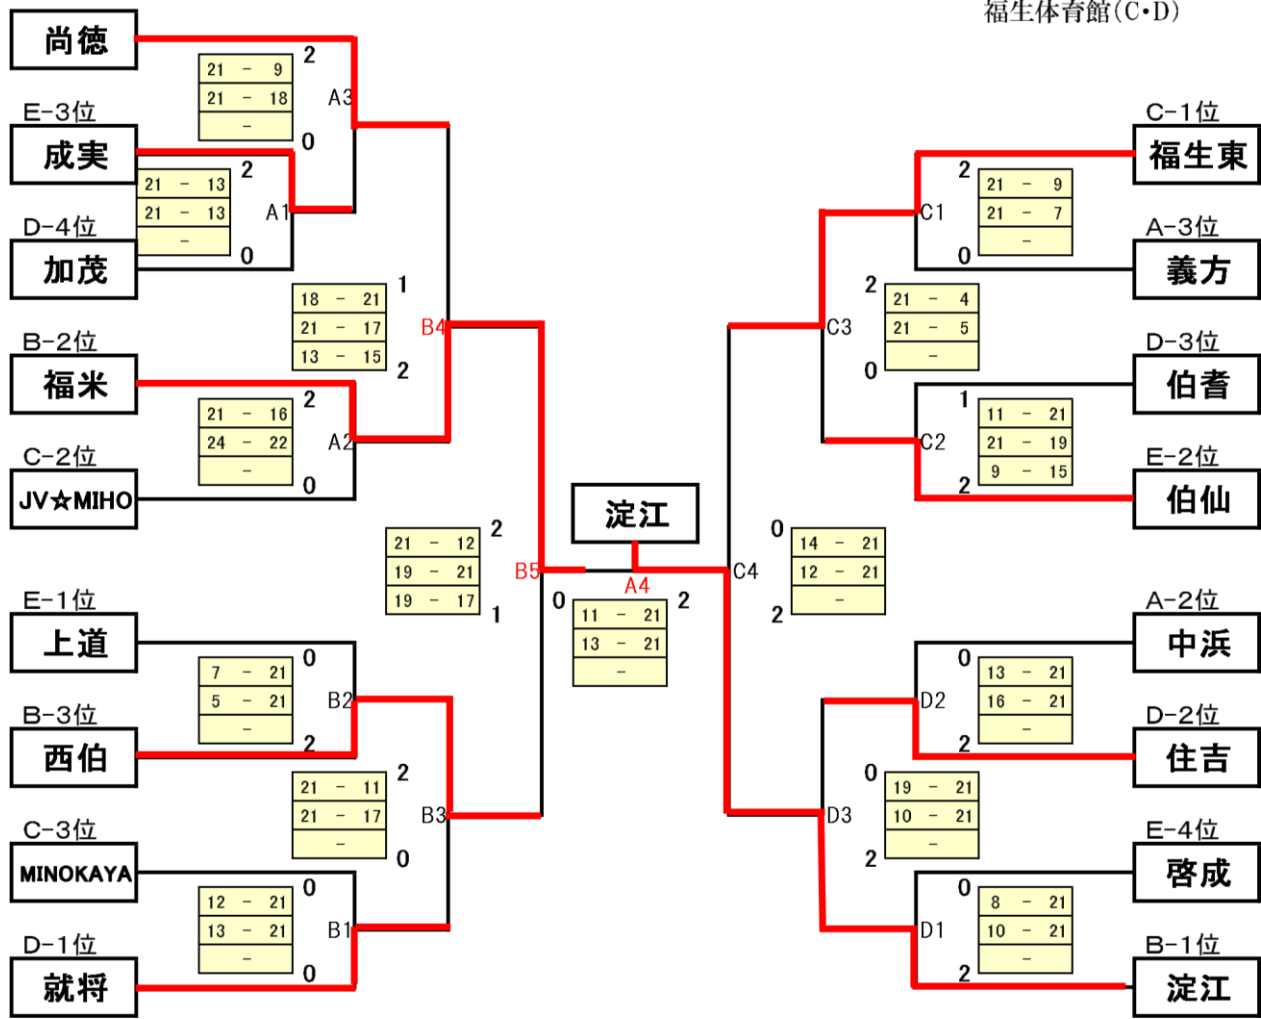 福生体育館(C・D)
尚徳
2
21 - 9
21 - 18
-
0
A3
E-3位
成実
2
21 - 13
21 - 13
-
0
A1
D-4位
加茂
1
18 - 21
21 - 17
13 - 15
2
B4
B-2位
福米
2
21 - 16
24 - 22
-
0
A2
C-2位
JV☆MIHO
2
21 - 12
19 - 21
19 - 17
1
B5
E-1位
上道
0
7 - 21
5 - 21
-
2
B2
B-3位
西伯
2
21 - 11
21 - 17
-
0
B3
C-3位
MINOKAYA
0
12 - 21
13 - 21
-
0
B1
D-1位
就将
淀江
A4
0
11 - 21
13 - 21
-
2
C-1位
福生東
2
21 - 9
21 - 7
-
0
C1
A-3位
義方
2
21 - 4
21 - 5
-
0
C3
D-3位
伯耆
1
11 - 21
21 - 19
9 - 15
2
C2
E-2位
伯仙
0
14 - 21
12 - 21
-
2
C4
A-2位
中浜
0
13 - 21
16 - 21
-
2
D2
D-2位
住吉
0
19 - 21
10 - 21
-
2
D3
E-4位
啓成
0
8 - 21
10 - 21
-
2
D1
B-1位
淀江